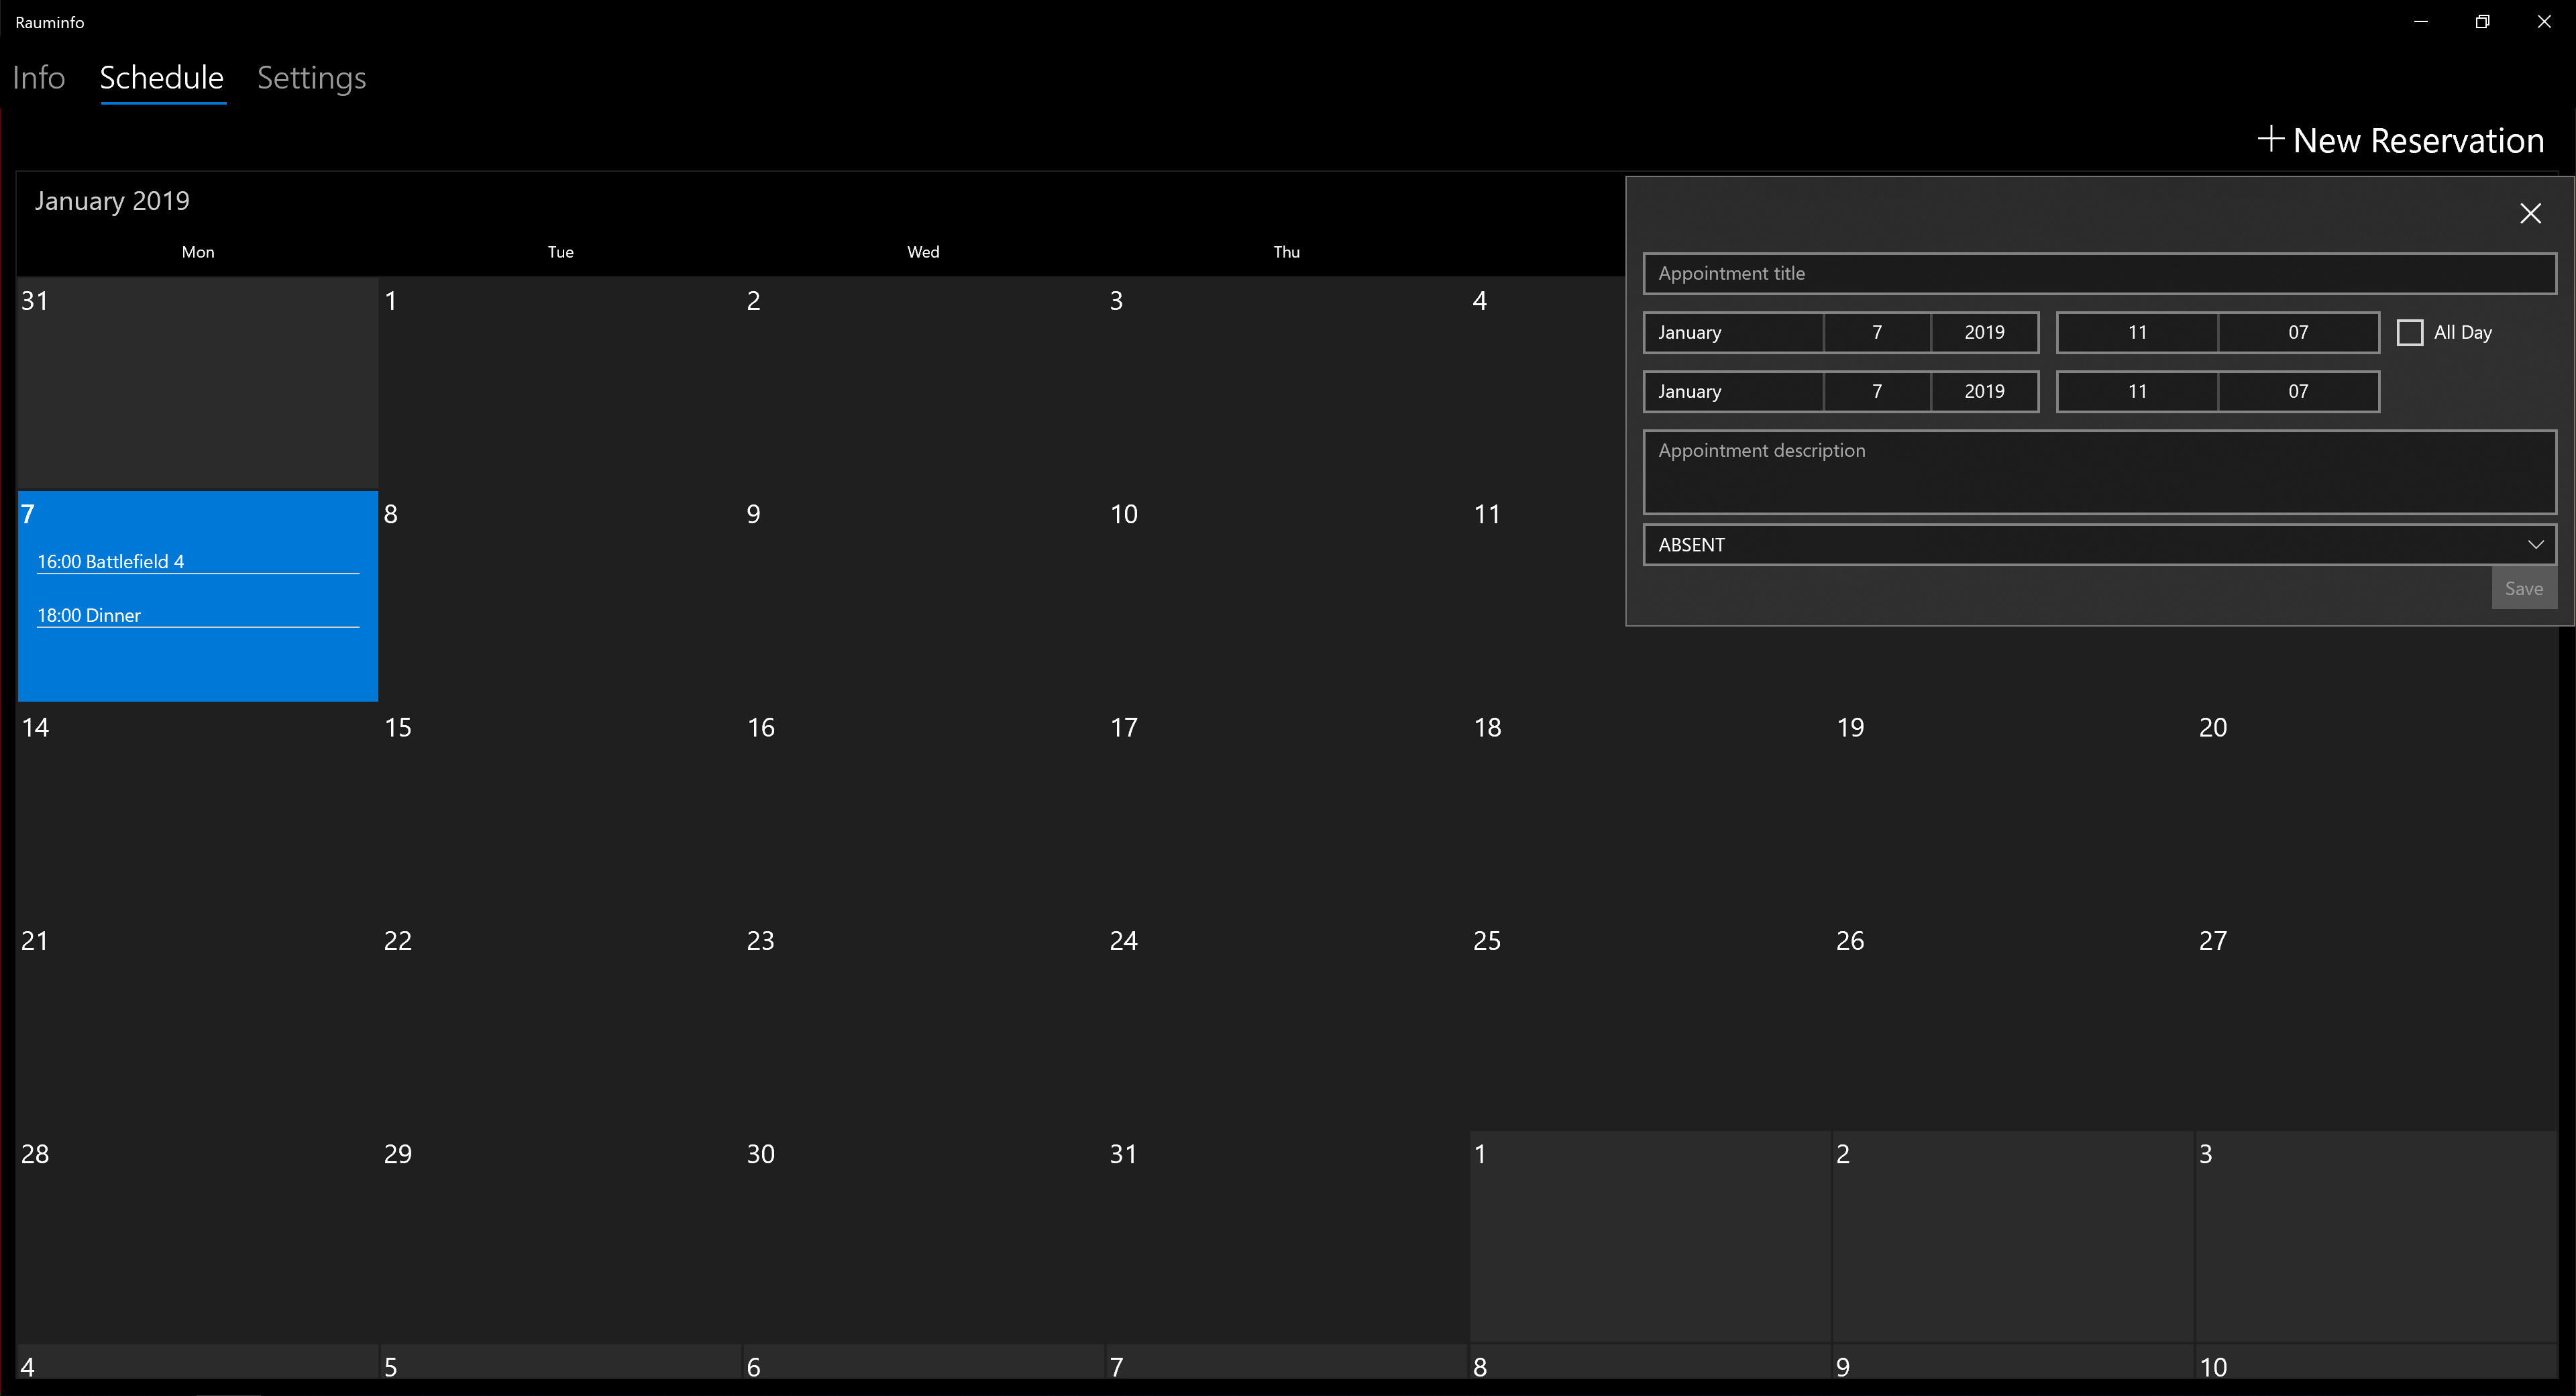 Rauminfo
Info Schedule Settings
New Reservation
January 2019
Mon Tue Wed Thu
Appointment title
January 7 2019 11 07 All Day
January 7 2019 11 07
Appointment description
ABSENT
Save
31 1 2 3 4
7 8 9 10 11
16:00 Battlefield 4
18:00 Dinner
14 15 16 17 18 19 20
21 22 23 24 25 26 27
28 29 30 31 1 2 3
4 5 6 7 8 9 10